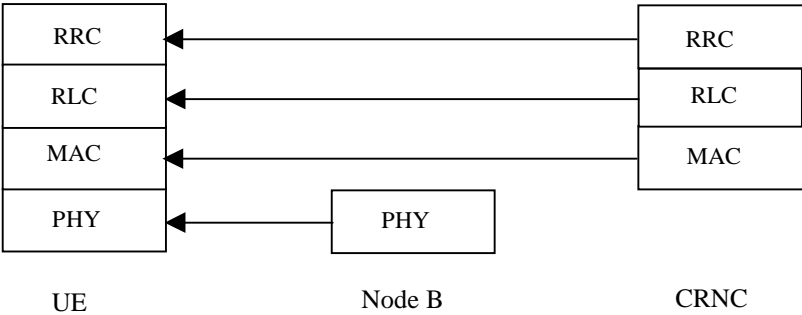 RRC RRC
RLC RLC
MAC MAC
PHY PHY
UE Node B CRNC